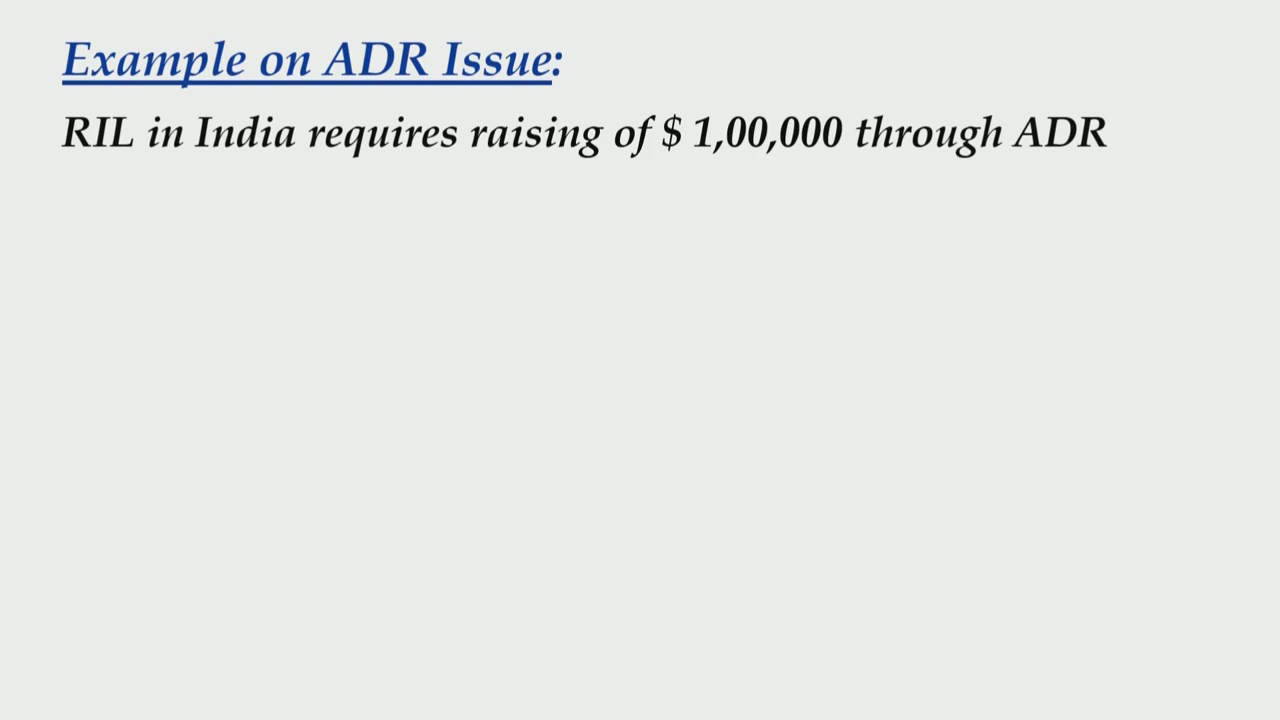 Example on ADR Issue:
RIL in India requires raising of $ 1,00,000 through ADR